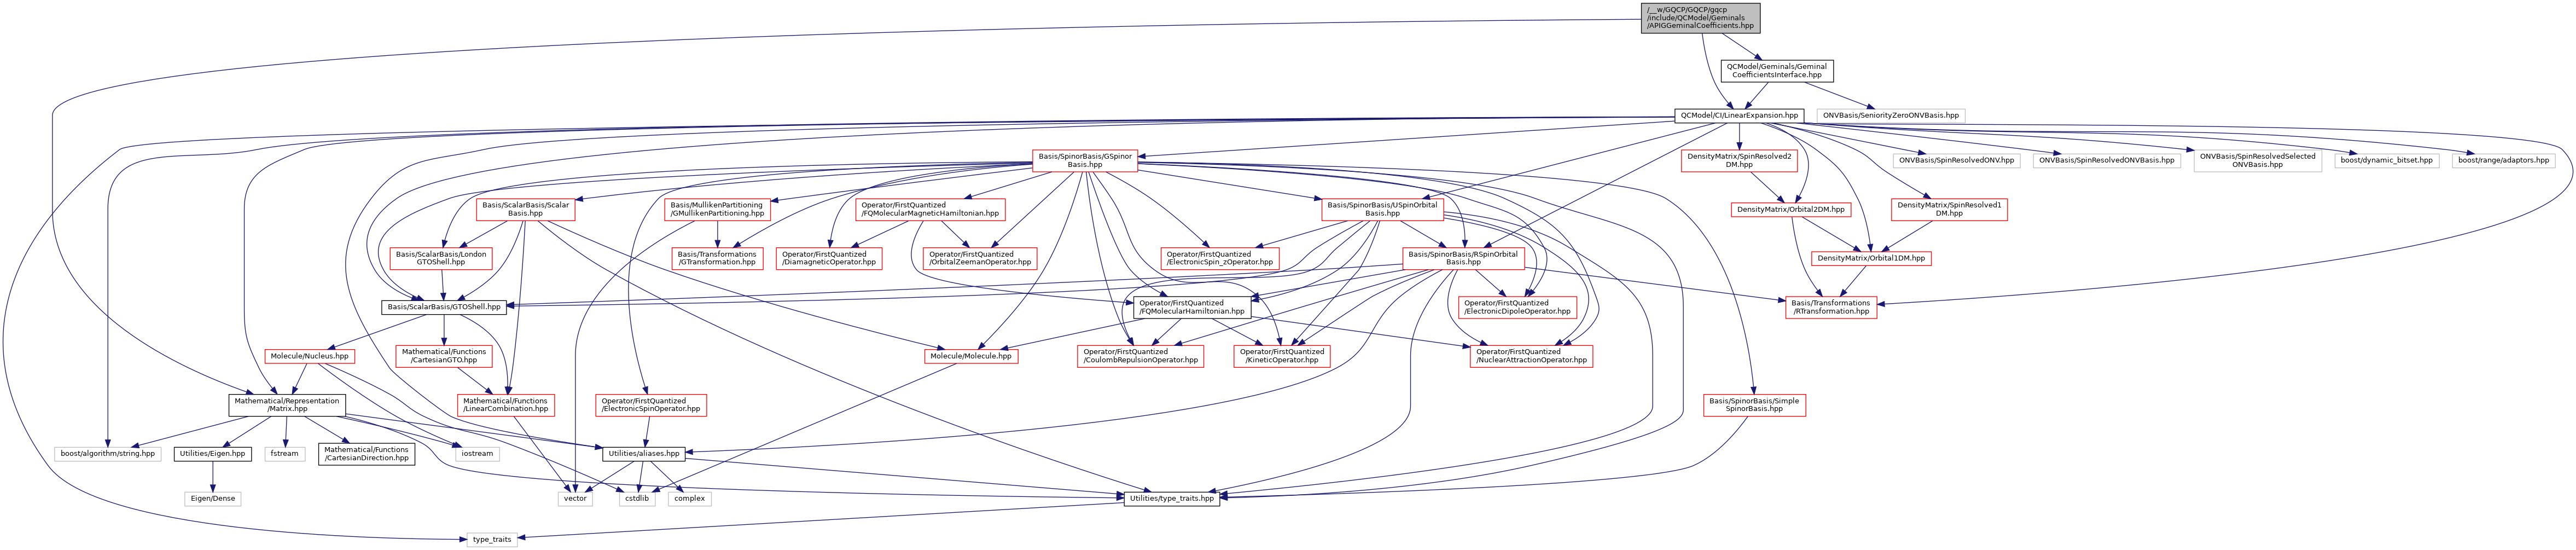 /__w/GQCP/GQCP/gqcp
/include/QCModel/Geminals
/APIGGeminalCoefficients.hpp
QCModel/Geminals/Geminal
CoefficientsInterface.hpp
QCModel/CI/LinearExpansion.hpp
ONVBasis/SeniorityZeroONVBasis.hpp
Basis/SpinorBasis/GSpinor
Basis.hpp
DensityMatrix/SpinResolved2
DM.hpp
ONVBasis/SpinResolvedONV.hpp
ONVBasis/SpinResolvedONVBasis.hpp
ONVBasis/SpinResolvedSelected
ONVBasis.hpp
boost/dynamic_bitset.hpp
boost/range/adaptors.hpp
Basis/ScalarBasis/Scalar
Basis.hpp
Basis/MullikenPartitioning
/GMullikenPartitioning.hpp
Operator/FirstQuantized
/FQMolecularMagneticHamiltonian.hpp
Basis/SpinorBasis/USpinOrbital
Basis.hpp
DensityMatrix/Orbital2DM.hpp
DensityMatrix/SpinResolved1
DM.hpp
Basis/ScalarBasis/London
GTOShell.hpp
Basis/Transformations
/GTransformation.hpp
Operator/FirstQuantized
/DiamagneticOperator.hpp
Operator/FirstQuantized
/OrbitalZeemanOperator.hpp
Operator/FirstQuantized
/ElectronicSpin_zOperator.hpp
Basis/SpinorBasis/RSpinOrbital
Basis.hpp
DensityMatrix/Orbital1DM.hpp
Basis/ScalarBasis/GTOShell.hpp
Operator/FirstQuantized
/FQMolecularHamiltonian.hpp
Operator/FirstQuantized
/ElectronicDipoleOperator.hpp
Basis/Transformations
/RTransformation.hpp
Molecule/Nucleus.hpp
Mathematical/Functions
/CartesianGTO.hpp
Molecule/Molecule.hpp
Operator/FirstQuantized
/CoulombRepulsionOperator.hpp
Operator/FirstQuantized
/KineticOperator.hpp
Operator/FirstQuantized
/NuclearAttractionOperator.hpp
Mathematical/Representation
/Matrix.hpp
Mathematical/Functions
/LinearCombination.hpp
Operator/FirstQuantized
/ElectronicSpinOperator.hpp
Basis/SpinorBasis/Simple
SpinorBasis.hpp
boost/algorithm/string.hpp
Utilities/Eigen.hpp
fstream
Mathematical/Functions
/CartesianDirection.hpp
iostream
Utilities/aliases.hpp
Eigen/Dense
vector
cstdlib
complex
Utilities/type_traits.hpp
type_traits